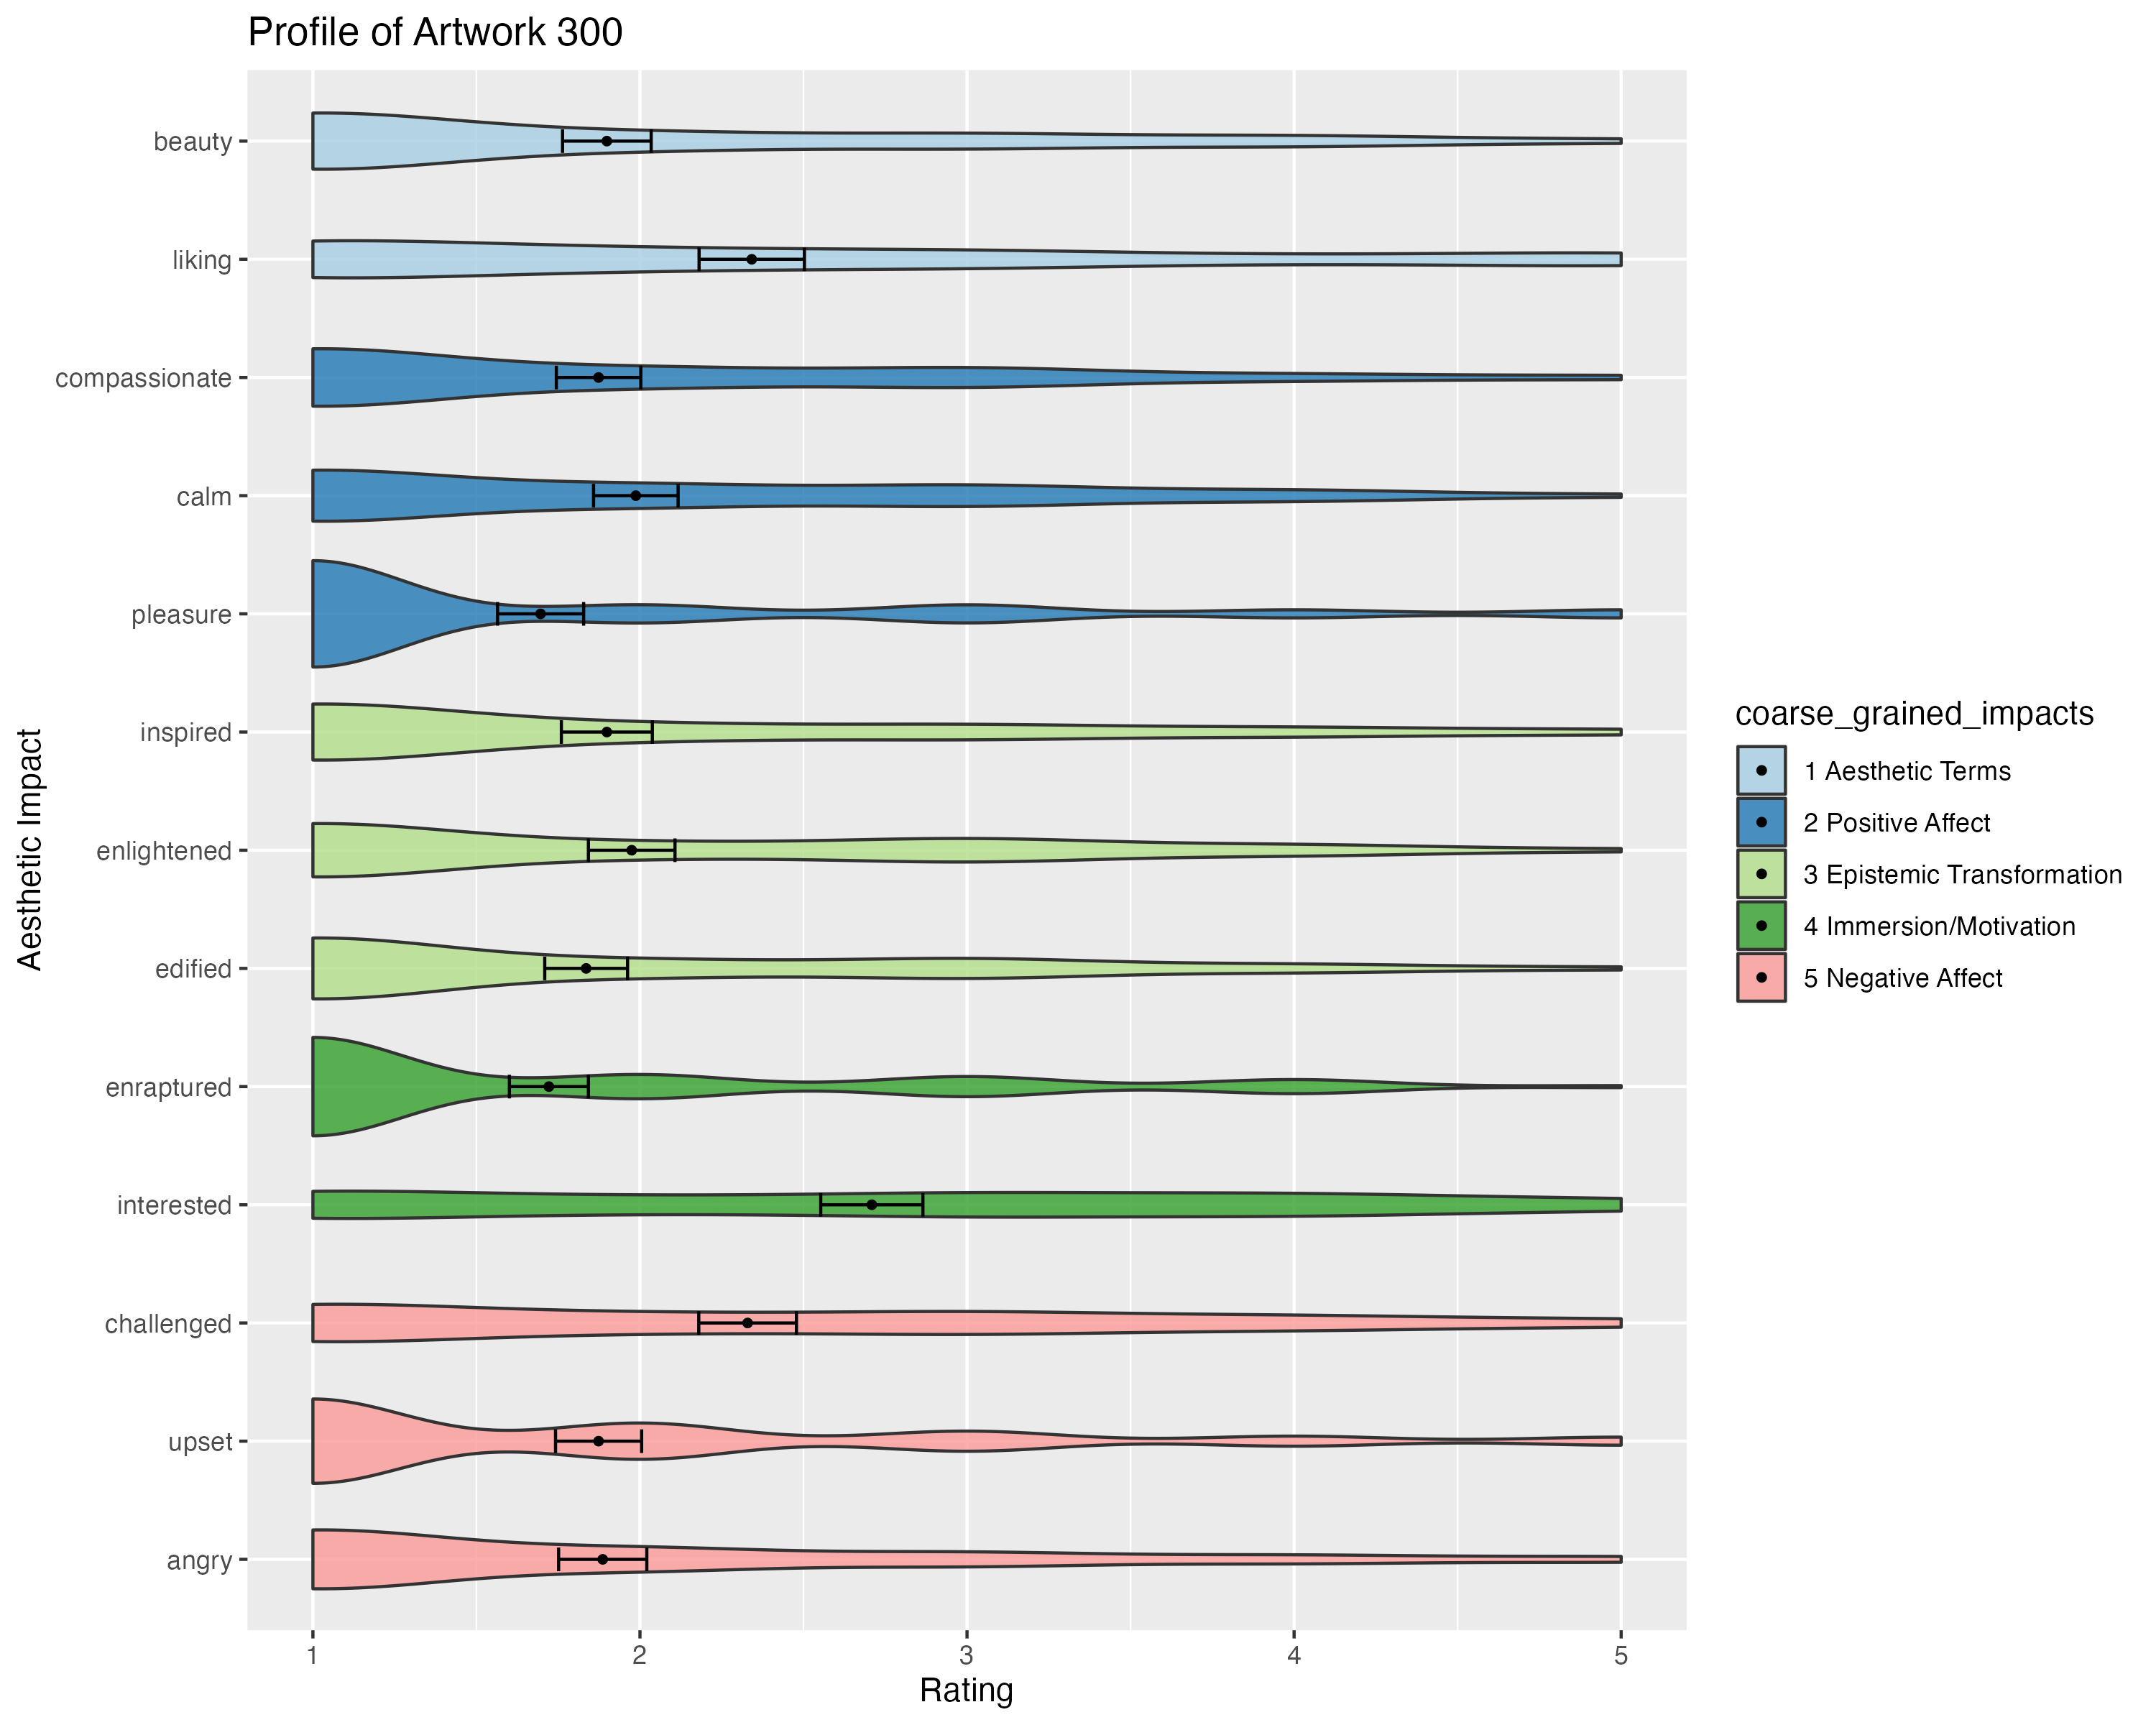 Profile of Artwork 300
beauty
liking
compassionate
calm
pleasure
inspired
enlightened
edified
enraptured
interested
challenged
upset
angry
Aesthetic Impact
1 2 3 4 5
Rating
coarse_grained_impacts
1 Aesthetic Terms
2 Positive Affect
3 Epistemic Transformation
4 Immersion/Motivation
5 Negative Affect